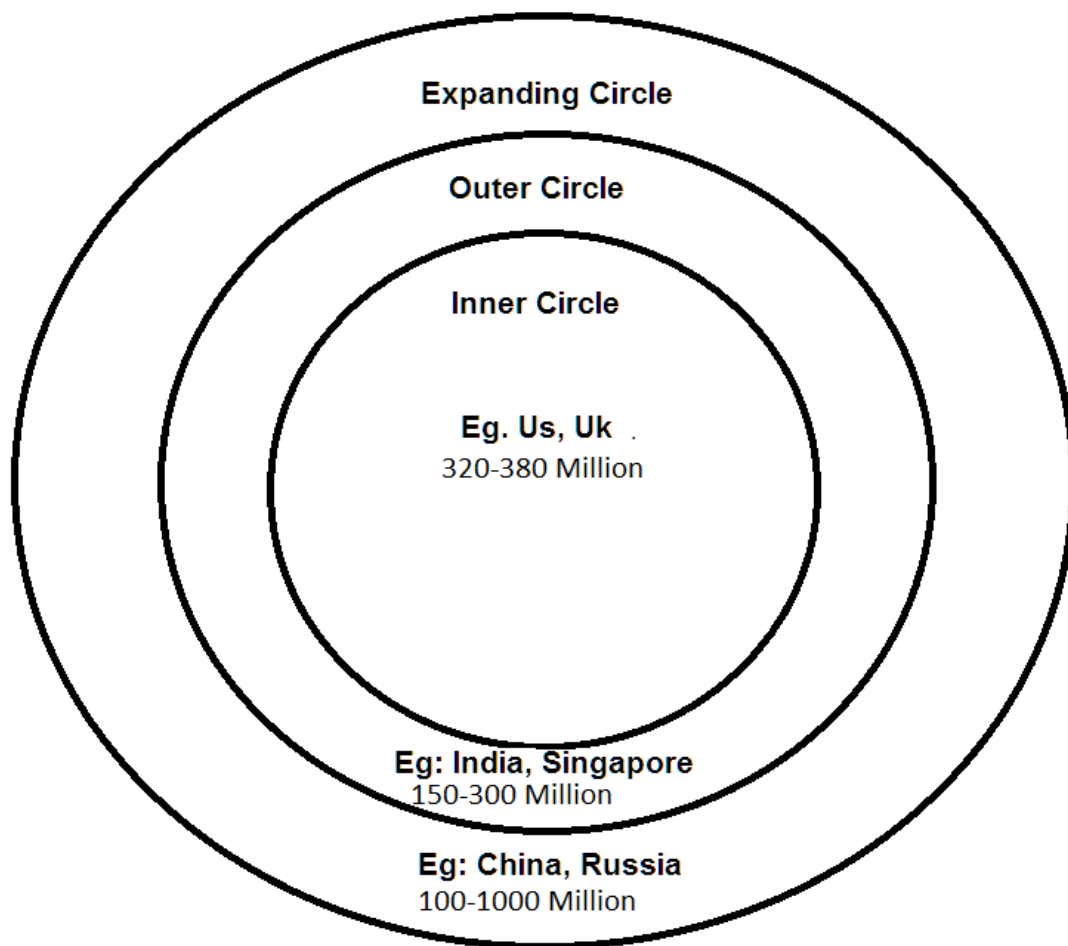 Expanding Circle
Outer Circle
Inner Circle
Eg. Us, Uk .
320-380 Million
Eg: India, Singapore
150-300 Million
Eg: China, Russia
100-1000 Million